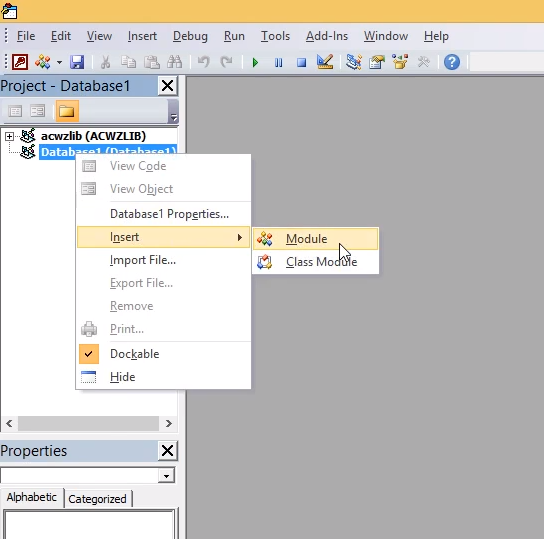 File Edit View Insert Debug Run Tools Add-Ins Window Help
Project - Database1
acwzlib (ACWZLIB)
Database1 (Database1)
View Code
View Object
Database1 Properties...
Insert
Module
Class Module
Import File...
Export File...
Remove
Print...
Dockable
Hide
Properties
Alphabetic Categorized